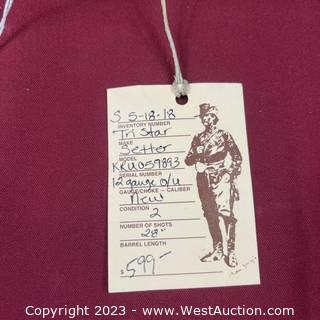 S 5-18-18
INVENTORY NUMBER
Tri Star
MAKE
Setter
MODEL
KRU059893
SERIAL NUMBER
12 gauge o/u
GAUGE/CHOKE – CALIBER
New
CONDITION
2
NUMBER OF SHOTS
28"
BARREL LENGTH
$ 599-
Copyright 2023 - www.WestAuction.com